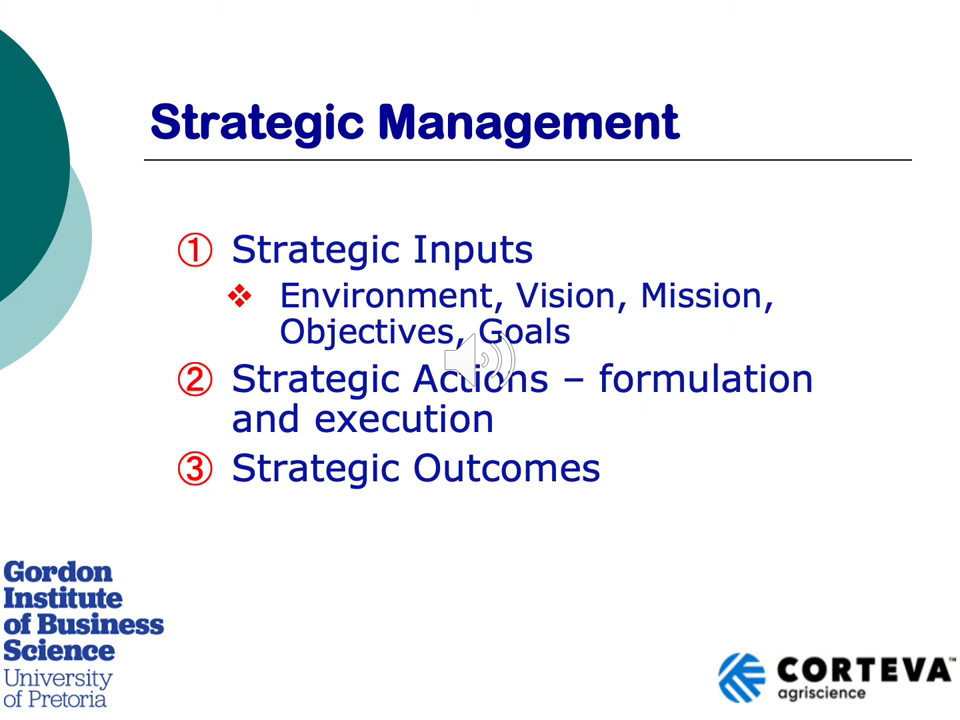 Strategic Management
① Strategic Inputs
❖ Environment, Vision, Mission,
Objectives, Goals
② Strategic Actions – formulation
and execution
③ Strategic Outcomes
Gordon
Institute
of Business
Science
University
of Pretoria
CORTEVA™
agriscience